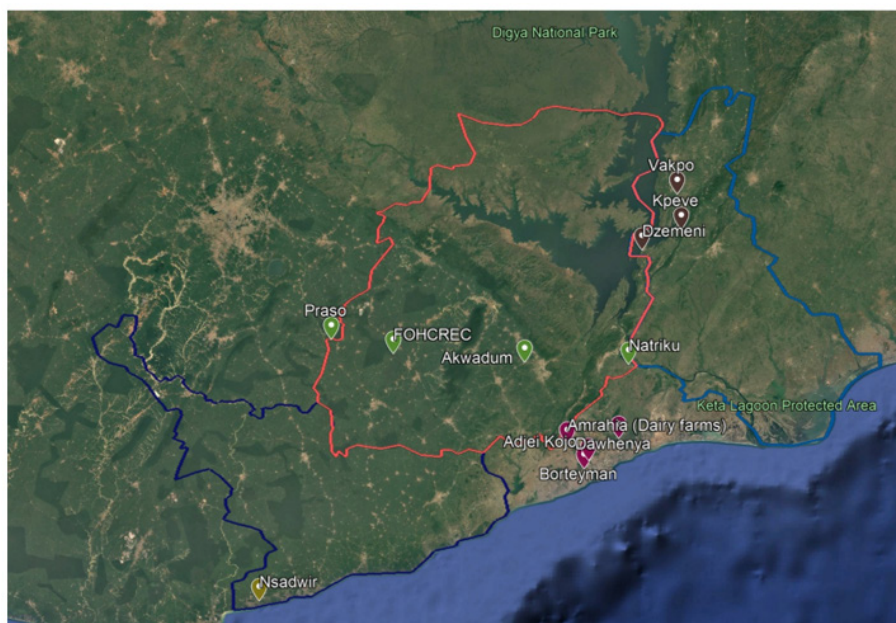 Digya National Park
Vakpo
Kpeve
Dzemeni
Praso
FOHCREC
Akwadum
Natriku
Keta Lagoon Protected Area
Amrahia (Dairy farms)
Adjei Kojo
Dawhenya
Borteyman
Nsadwir